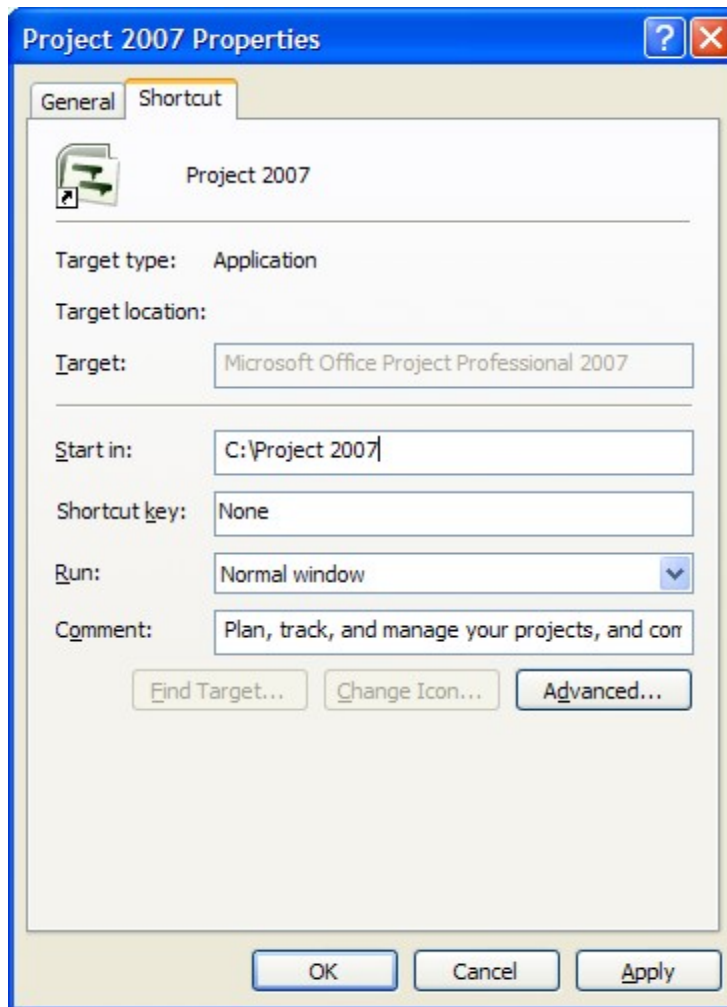 Project 2007 Properties
General Shortcut
Project 2007
Target type: Application
Target location:
Target: Microsoft Office Project Professional 2007
Start in: C:\Project 2007
Shortcut key: None
Run: Normal window
Comment: Plan, track, and manage your projects, and com
Find Target... Change Icon... Advanced...
OK Cancel Apply